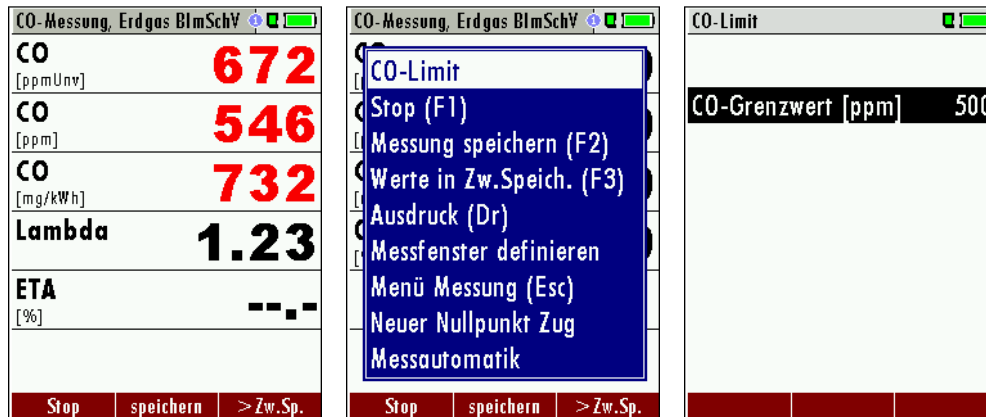 CO-Messung, Erdgas BImSchV
CO
[ppmUnv]
672
CO
[ppm]
546
CO
[mg/kWh]
732
Lambda
1.23
ETA
[%]
--.-
Stop
speichern
>Zw.Sp.
CO-Messung, Erdgas BImSchV
CO-Limit
Stop (F1)
Messung speichern (F2)
Werte in Zw.Speich. (F3)
Ausdruck (Dr)
Messfenster definieren
Menü Messung (Esc)
Neuer Nullpunkt Zug
Messautomatik
Stop
speichern
>Zw.Sp.
CO-Limit
CO-Grenzwert [ppm] 500